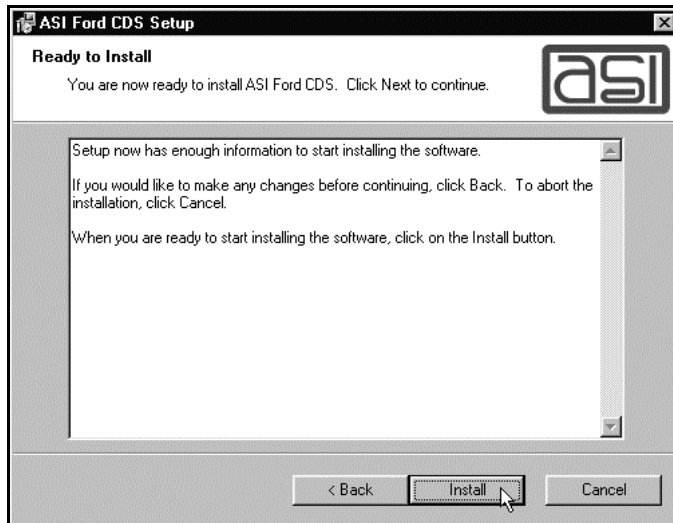 ASI Ford CDS Setup
Ready to Install
You are now ready to install ASI Ford CDS.  Click Next to continue.
asi
Setup now has enough information to start installing the software.
If you would like to make any changes before continuing, click Back.  To abort the
installation, click Cancel.
When you are ready to start installing the software, click on the Install button.
< Back
Install
Cancel